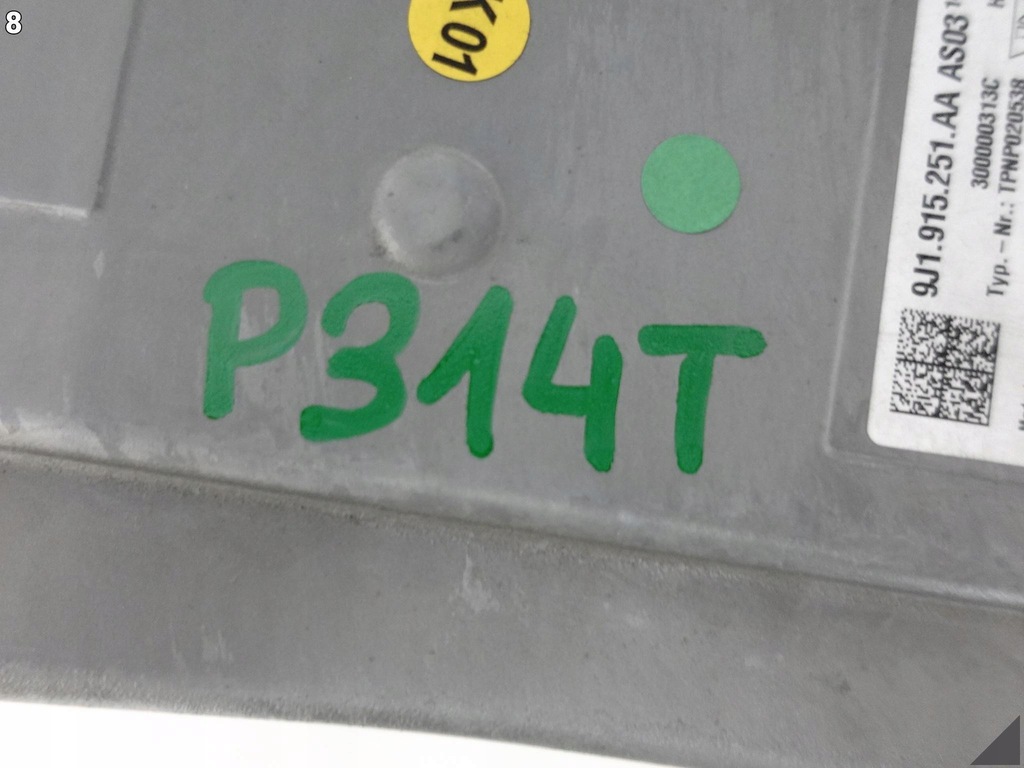 8
K01
P314T
9J1.915.251.AA AS03
3000000313C
Typ. – Nr.: TPNP020538